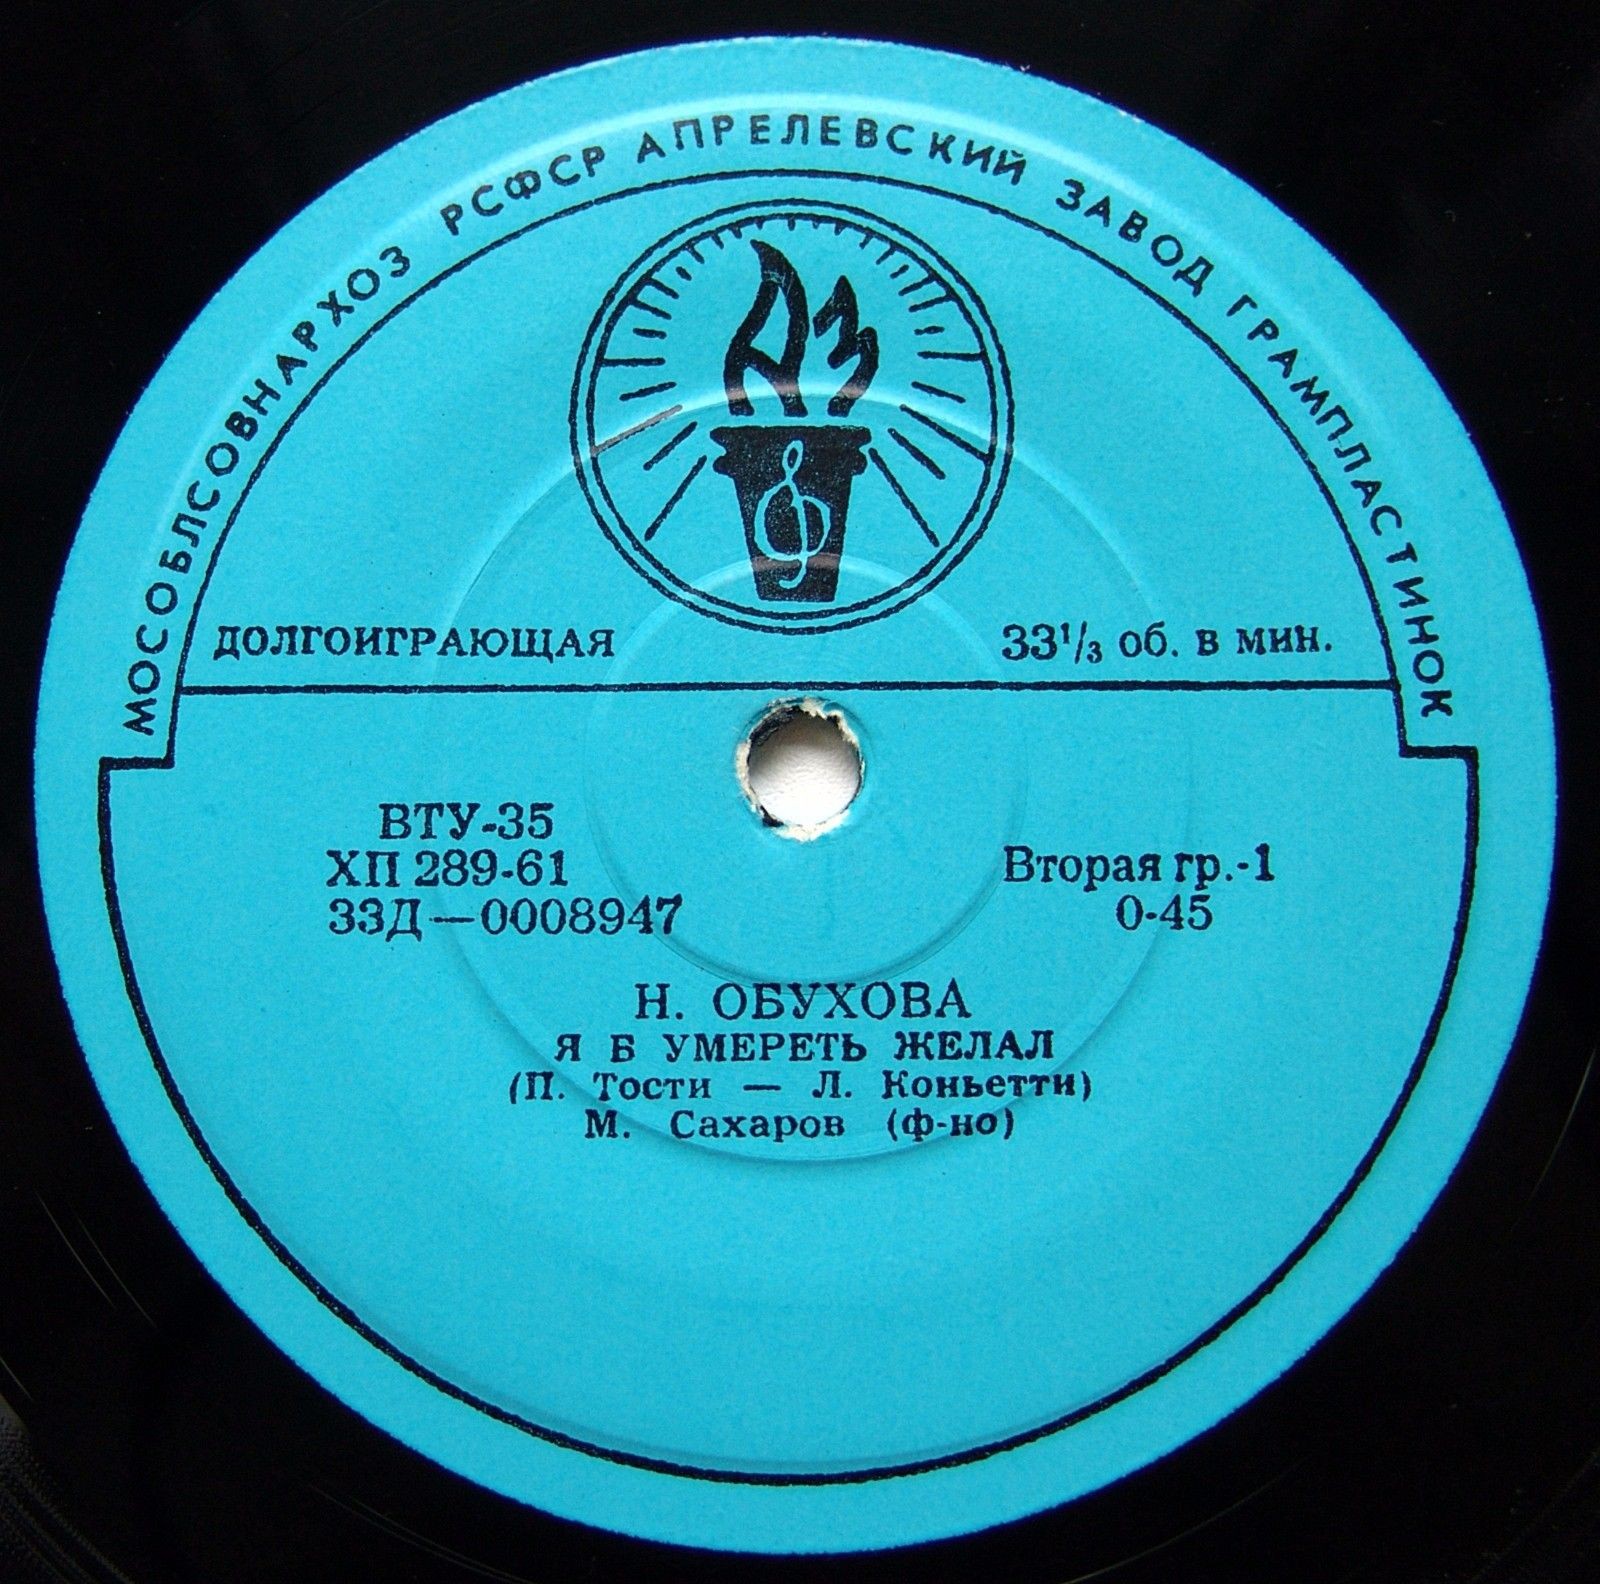 МОСОБЛСОВНАРХОЗ РСФСР АПРЕЛЕВСКИЙ ЗАВОД ГРАМПЛАСТИНОК
АЗ
ДОЛГОИГРАЮЩАЯ 33⅓ об. в мин.
ВТУ-35
ХП 289-61 Вторая гр.-1
33Д—0008947 0-45
Н. ОБУХОВА
Я Б УМЕРЕТЬ ЖЕЛАЛ
(П. Тости — Л. Коньетти)
М. Сахаров (ф-но)